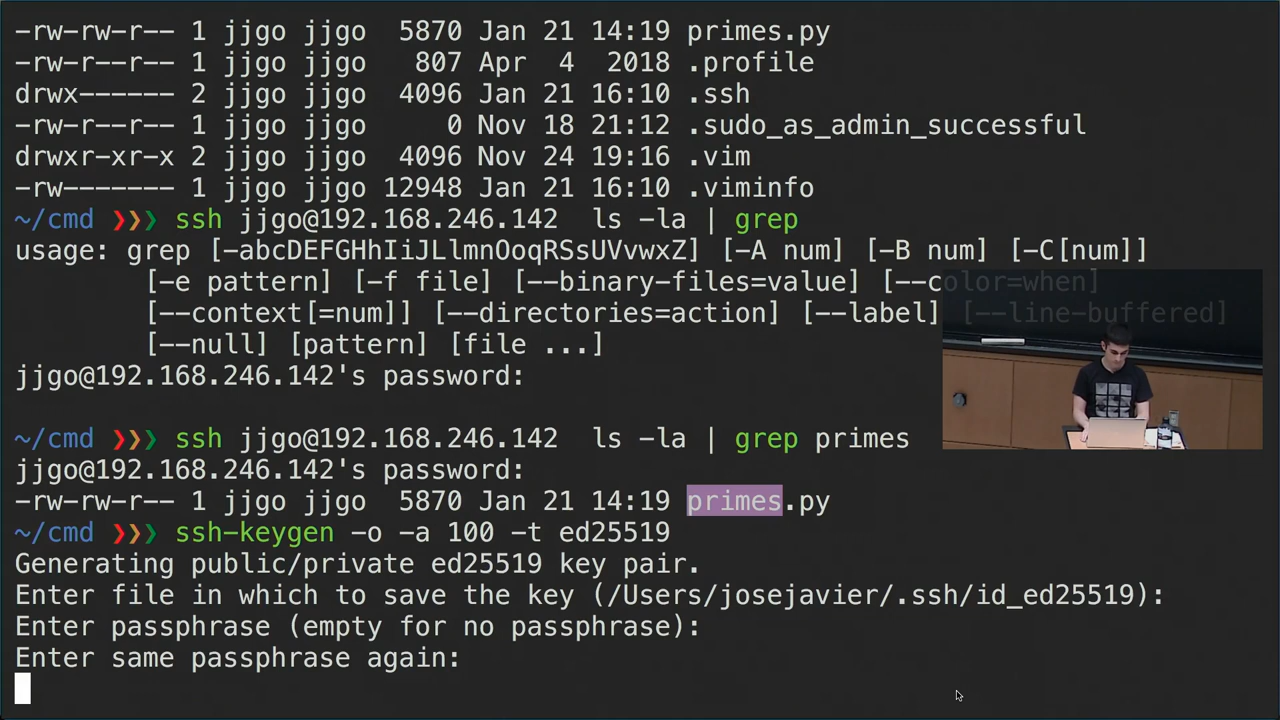 -rw-rw-r-- 1 jjgo jjgo  5870 Jan 21 14:19 primes.py
-rw-r--r-- 1 jjgo jjgo   807 Apr  4  2018 .profile
drwx------ 2 jjgo jjgo  4096 Jan 21 16:10 .ssh
-rw-r--r-- 1 jjgo jjgo     0 Nov 18 21:12 .sudo_as_admin_successful
drwxr-xr-x 2 jjgo jjgo  4096 Nov 24 19:16 .vim
-rw------- 1 jjgo jjgo 12948 Jan 21 16:10 .viminfo
~/cmd ❯❯❯ ssh jjgo@192.168.246.142  ls -la | grep
usage: grep [-abcDEFGHhIiJLlmnOoqRSsUVvwxZ] [-A num] [-B num] [-C[num]]
        [-e pattern] [-f file] [--binary-files=value] [--color=when]
        [--context[=num]] [--directories=action] [--label] [--line-buffered]
        [--null] [pattern] [file ...]
jjgo@192.168.246.142's password:
~/cmd ❯❯❯ ssh jjgo@192.168.246.142  ls -la | grep primes
jjgo@192.168.246.142's password:
-rw-rw-r-- 1 jjgo jjgo  5870 Jan 21 14:19 primes.py
~/cmd ❯❯❯ ssh-keygen -o -a 100 -t ed25519
Generating public/private ed25519 key pair.
Enter file in which to save the key (/Users/josejavier/.ssh/id_ed25519):
Enter passphrase (empty for no passphrase):
Enter same passphrase again: